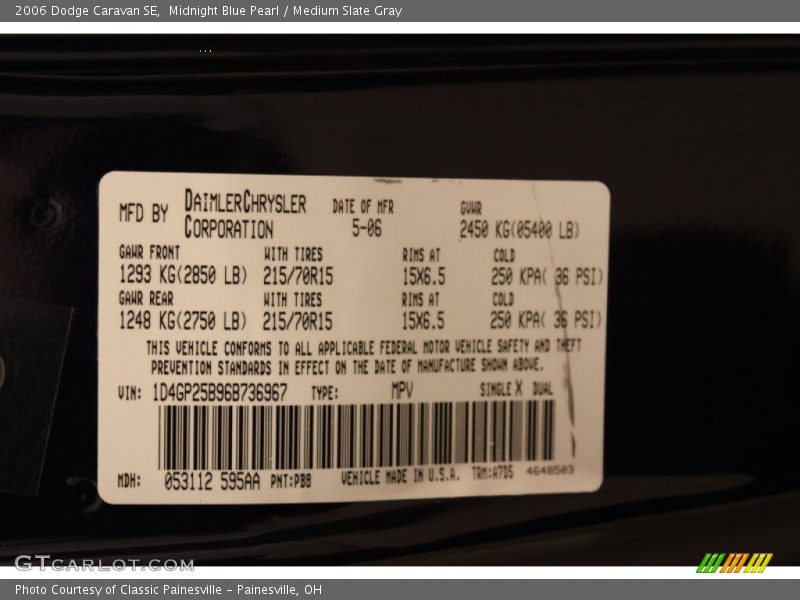 2006 Dodge Caravan SE,  Midnight Blue Pearl / Medium Slate Gray
MFD BY DAIMLERCHRYSLER CORPORATION DATE OF MFR 5-06 GVWR 2450 KG(05400 LB)
GAWR FRONT WITH TIRES RIMS AT COLD
1293 KG(2850 LB) 215/70R15 15X6.5 250 KPA( 36 PSI)
GAWR REAR WITH TIRES RIMS AT COLD
1248 KG(2750 LB) 215/70R15 15X6.5 250 KPA( 36 PSI)
THIS VEHICLE CONFORMS TO ALL APPLICABLE FEDERAL MOTOR VEHICLE SAFETY AND THEFT
PREVENTION STANDARDS IN EFFECT ON THE DATE OF MANUFACTURE SHOWN ABOVE.
VIN: 1D4GP25B96B736967 TYPE: MPV SINGLE X DUAL
MDH: 053112 595AA PNT:PB8 VEHICLE MADE IN U.S.A. TRM:A7D5 4648503
GTCARLOT.COM
Photo Courtesy of Classic Painesville - Painesville, OH